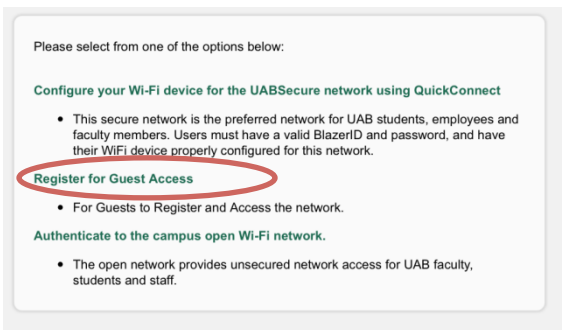 Please select from one of the options below:
Configure your Wi-Fi device for the UABSecure network using QuickConnect
• This secure network is the preferred network for UAB students, employees and
faculty members. Users must have a valid BlazerID and password, and have
their WiFi device properly configured for this network.
Register for Guest Access
• For Guests to Register and Access the network.
Authenticate to the campus open Wi-Fi network.
• The open network provides unsecured network access for UAB faculty,
students and staff.